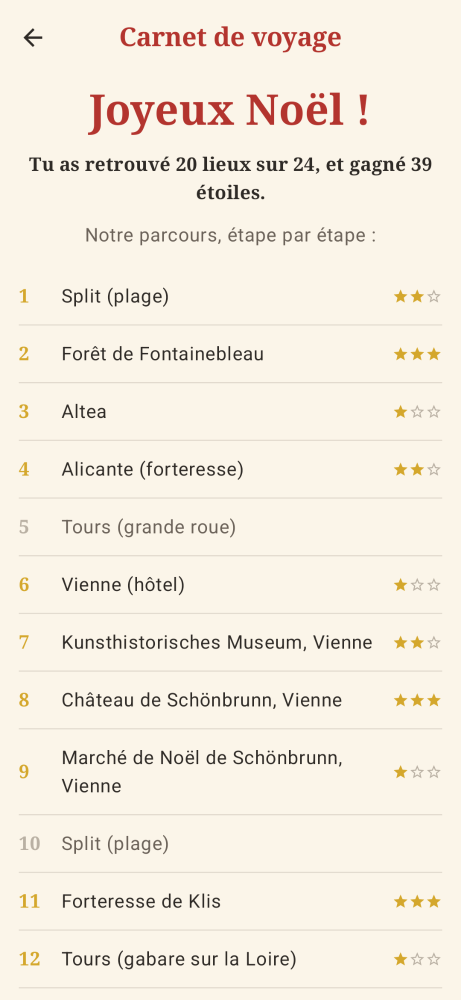 Carnet de voyage
Joyeux Noël !
Tu as retrouvé 20 lieux sur 24, et gagné 39
étoiles.
Notre parcours, étape par étape :
1 Split (plage)
2 Forêt de Fontainebleau
3 Altea
4 Alicante (forteresse)
5 Tours (grande roue)
6 Vienne (hôtel)
7 Kunsthistorisches Museum, Vienne
8 Château de Schönbrunn, Vienne
9 Marché de Noël de Schönbrunn,
Vienne
10 Split (plage)
11 Forteresse de Klis
12 Tours (gabare sur la Loire)